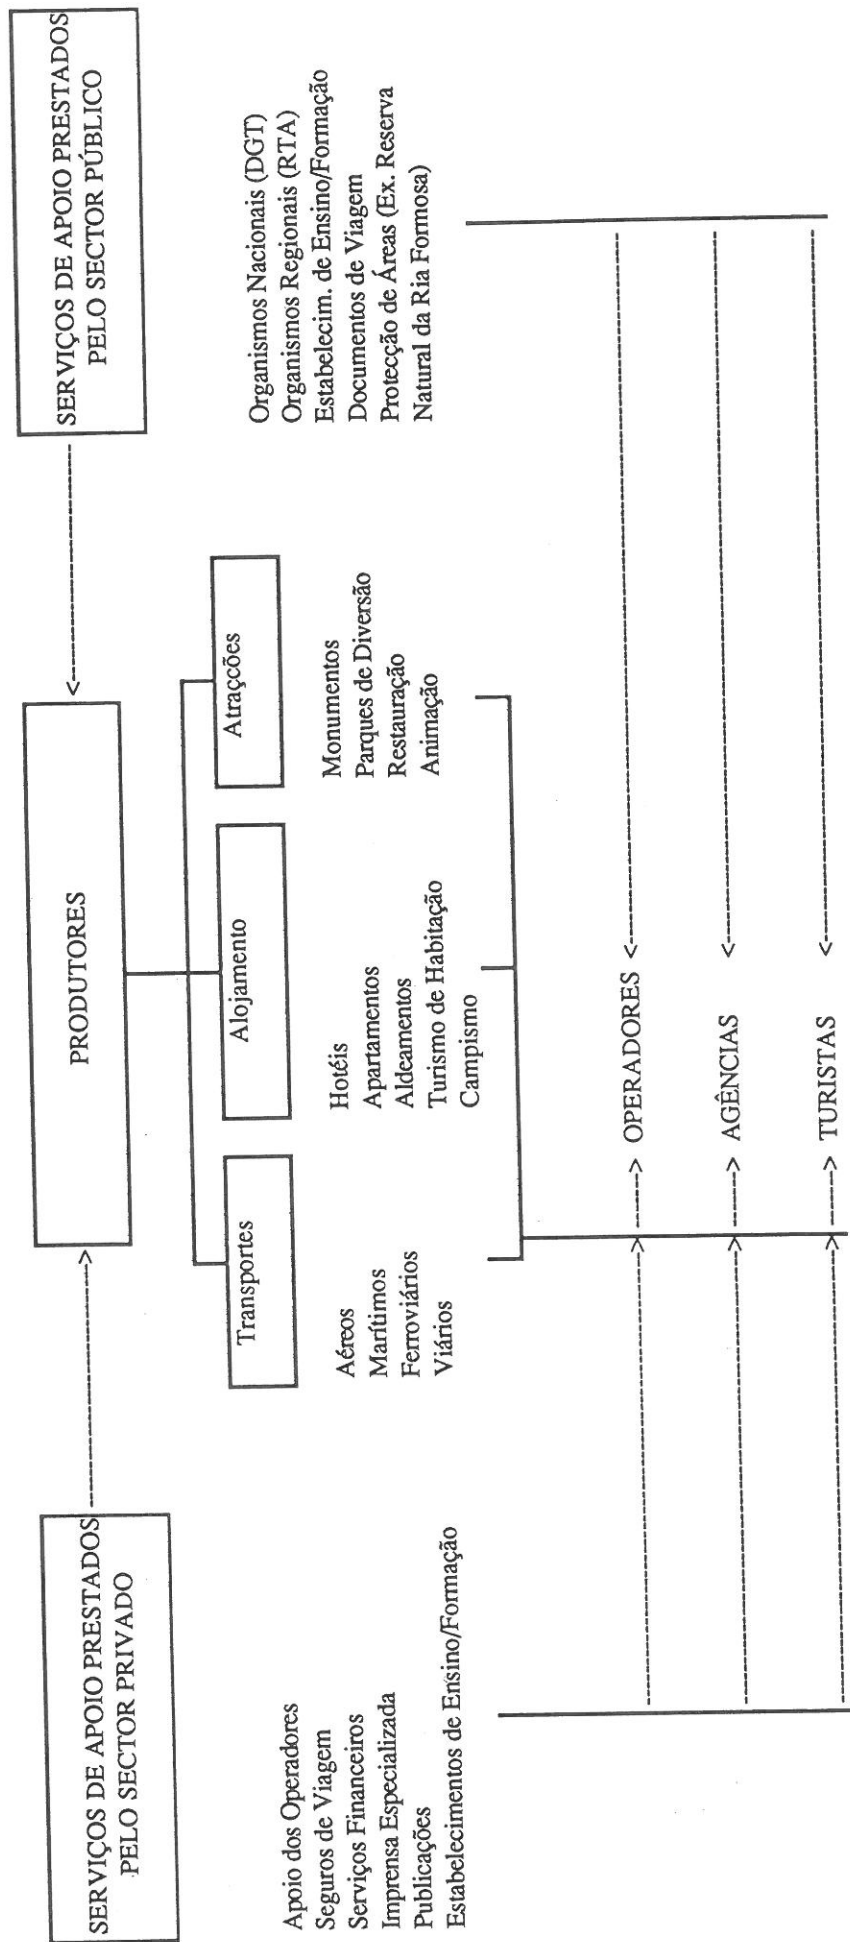 SERVIÇOS DE APOIO PRESTADOS
PELO SECTOR PRIVADO
Apoio dos Operadores
Seguros de Viagem
Serviços Financeiros
Imprensa Especializada
Publicações
Estabelecimentos de Ensino/Formação
PRODUTORES
Transportes
Aéreos
Marítimos
Ferroviários
Viários
Alojamento
Hotéis
Apartamentos
Aldeamentos
Turismo de Habitação
Campismo
Atracções
Monumentos
Parques de Diversão
Restauração
Animação
SERVIÇOS DE APOIO PRESTADOS
PELO SECTOR PÚBLICO
Organismos Nacionais (DGT)
Organismos Regionais (RTA)
Estabelecim. de Ensino/Formação
Documentos de Viagem
Protecção de Áreas (Ex. Reserva
Natural da Ria Formosa)
OPERADORES
AGÊNCIAS
TURISTAS